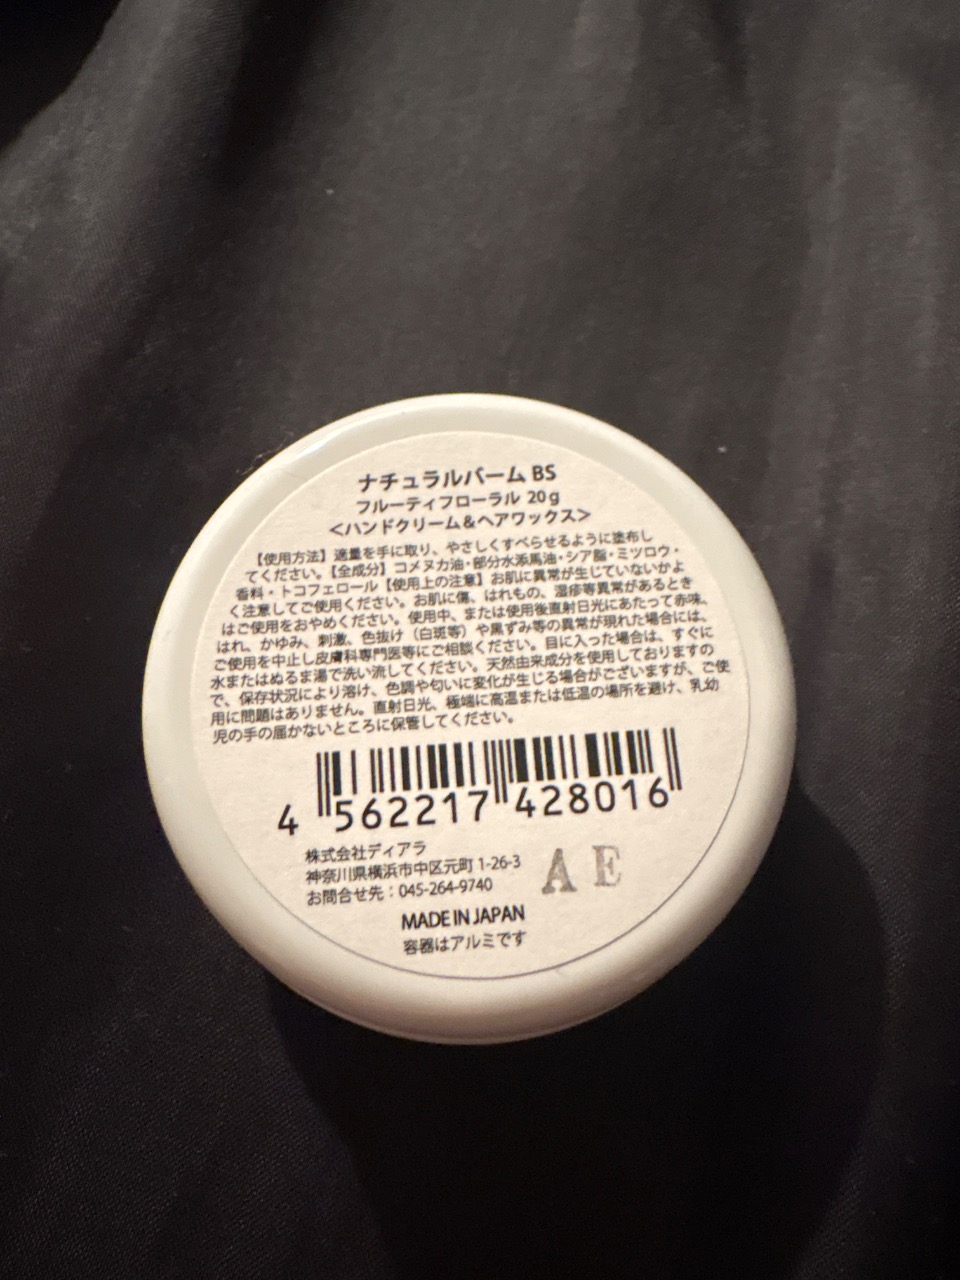 ナチュラルバーム BS
フルーティフローラル 20g
<ハンドクリーム&ヘアワックス>
【使用方法】適量を手に取り、やさしくすべらせるように塗布し
てください。【全成分】コメヌカ油・部分水添馬油・シア脂・ミツロウ・
香料・トコフェロール【使用上の注意】お肌に異常が生じていないかよ
く注意してご使用ください。お肌に傷、はれもの、湿疹等異常があるとき
はご使用をおやめください。使用中、または使用後直射日光にあたって赤味、
はれ、かゆみ、刺激、色抜け（白斑等）や黒ずみ等の異常が現れた場合には、
ご使用を中止し皮膚科専門医等にご相談ください。目に入った場合は、すぐに
水またはぬるま湯で洗い流してください。天然由来成分を使用しておりますの
で、保存状況により溶け、色調や匂いに変化が生じる場合がございますが、ご使
用に問題はありません。直射日光、極端に高温または低温の場所を避け、乳幼
児の手の届かないところに保管してください。
4 562217 428016
株式会社ディアラ
神奈川県横浜市中区元町 1-26-3
お問合せ先：045-264-9740
A E
MADE IN JAPAN
容器はアルミです